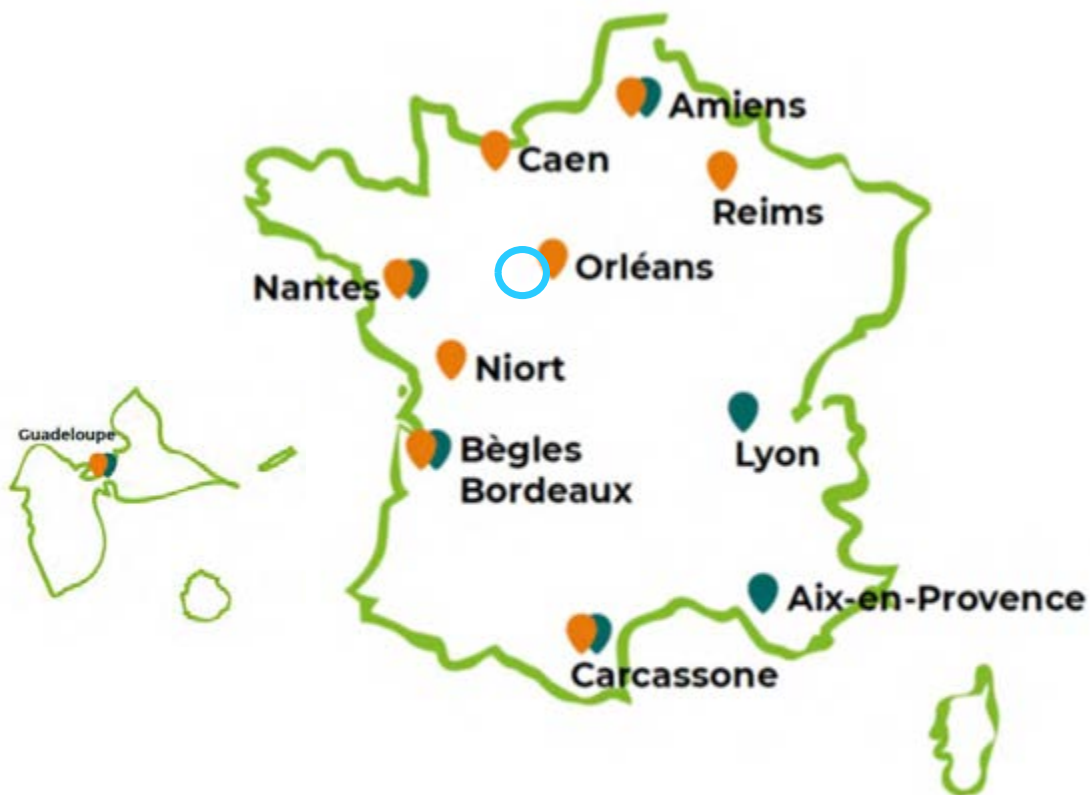 Amiens
Caen
Reims
Orléans
Nantes
Niort
Guadeloupe
Bègles
Bordeaux
Lyon
Aix-en-Provence
Carcassone